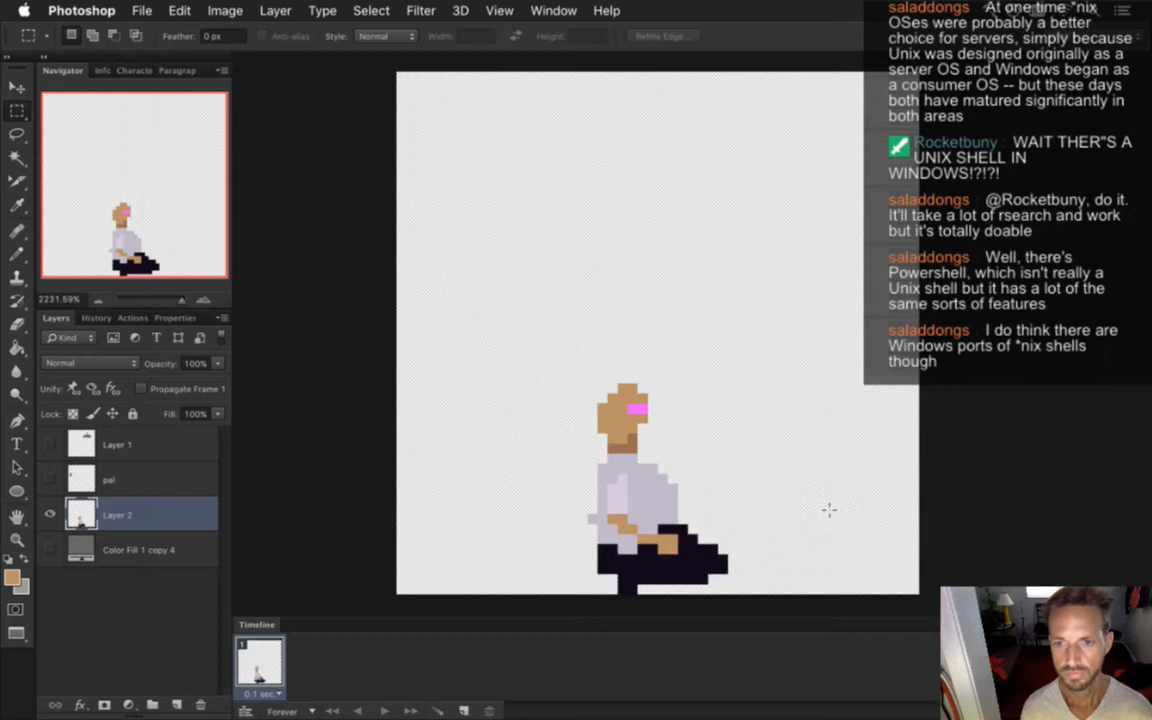 Photoshop File Edit Image Layer Type Select Filter 3D View Window Help
Feather: 0 px Anti-alias Style: Normal Width: Height: Refine Edge...
Navigator Info Characte Paragrap
2231.59%
Layers History Actions Properties
Kind
Normal Opacity: 100%
Unify: Propagate Frame 1
Lock: Fill: 100%
Layer 1
pal
Layer 2
Color Fill 1 copy 4
Timeline
1
0.1 sec.
Forever
saladdongs At one time *nix
OSes were probably a better
choice for servers, simply because
Unix was designed originally as a
server OS and Windows began as
a consumer OS -- but these days
both have matured significantly in
both areas
Rocketbuny WAIT THER"S A
UNIX SHELL IN
WINDOWS!?!?!
saladdongs @Rocketbuny, do it.
It'll take a lot of rsearch and work
but it's totally doable
saladdongs Well, there's
Powershell, which isn't really a
Unix shell but it has a lot of the
same sorts of features
saladdongs I do think there are
Windows ports of *nix shells
though